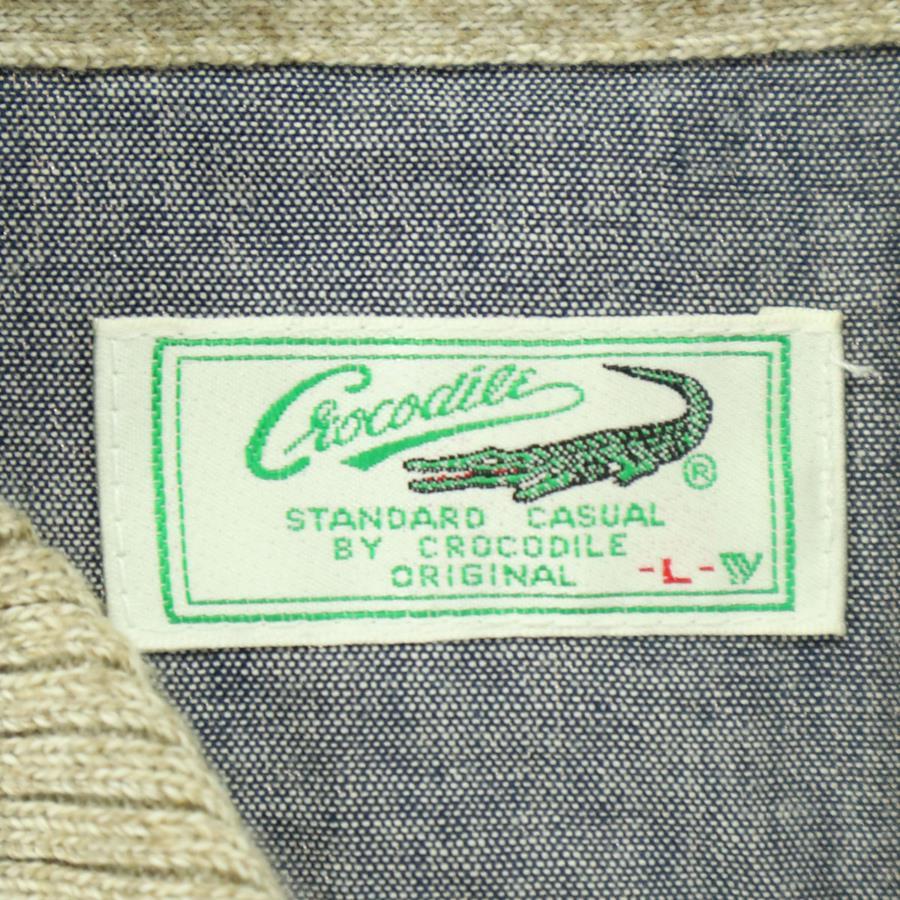 Crocodile
®
STANDARD CASUAL
BY CROCODILE
ORIGINAL
-L-